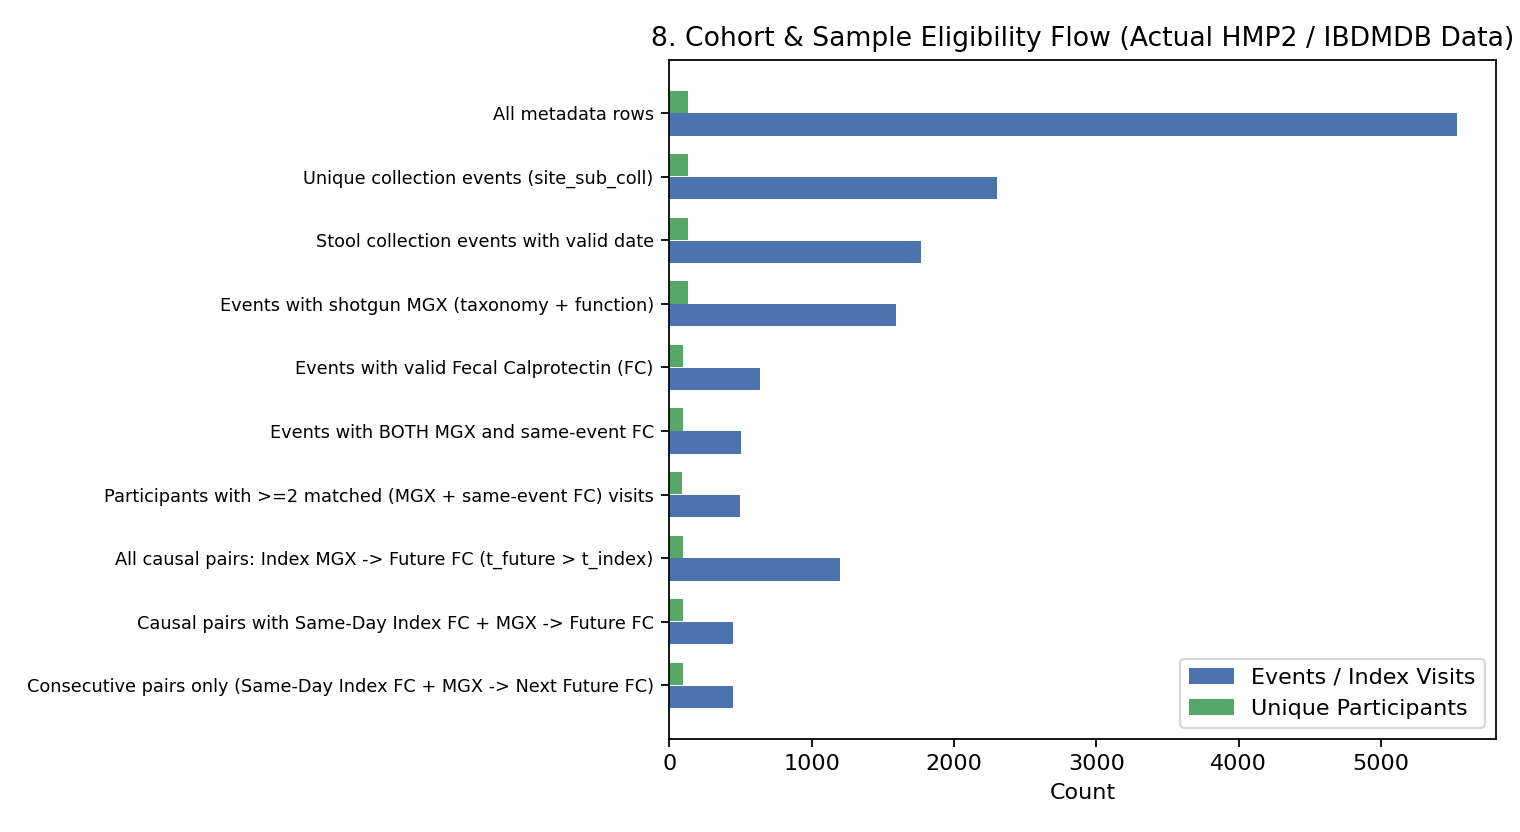 8. Cohort & Sample Eligibility Flow (Actual HMP2 / IBDMDB Data)
All metadata rows
Unique collection events (site_sub_coll)
Stool collection events with valid date
Events with shotgun MGX (taxonomy + function)
Events with valid Fecal Calprotectin (FC)
Events with BOTH MGX and same-event FC
Participants with >=2 matched (MGX + same-event FC) visits
All causal pairs: Index MGX -> Future FC (t_future > t_index)
Causal pairs with Same-Day Index FC + MGX -> Future FC
Consecutive pairs only (Same-Day Index FC + MGX -> Next Future FC)
Events / Index Visits
Unique Participants
0 1000 2000 3000 4000 5000
Count